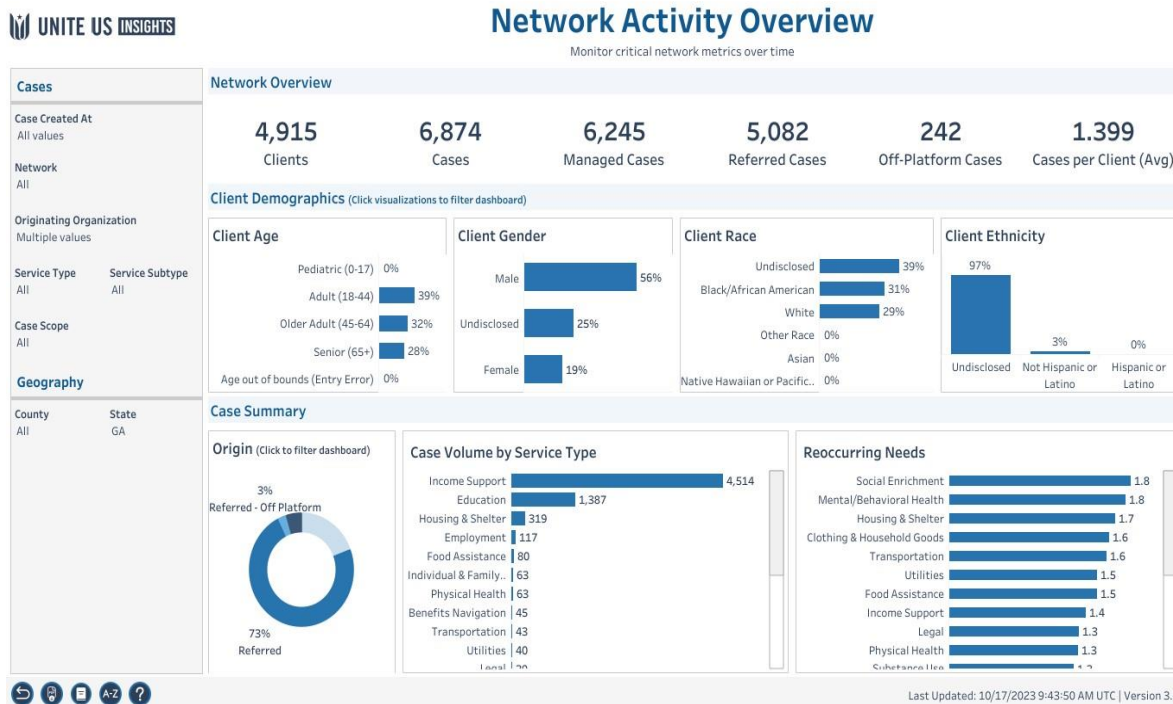 UNITE US INSIGHTS
Network Activity Overview
Monitor critical network metrics over time
Cases
Case Created At
All values
Network
All
Originating Organization
Multiple values
Service Type Service Subtype
All All
Case Scope
All
Geography
County State
All GA
Network Overview
4,915 6,874 6,245 5,082 242 1.399
Clients Cases Managed Cases Referred Cases Off-Platform Cases Cases per Client (Avg)
Client Demographics (Click visualizations to filter dashboard)
Client Age
Pediatric (0-17) 0%
Adult (18-44) 39%
Older Adult (45-64) 32%
Senior (65+) 28%
Age out of bounds (Entry Error) 0%
Client Gender
Male 56%
Undisclosed 25%
Female 19%
Client Race
Undisclosed 39%
Black/African American 31%
White 29%
Other Race 0%
Asian 0%
Native Hawaiian or Pacific.. 0%
Client Ethnicity
97%
3% 0%
Undisclosed Not Hispanic or Hispanic or
Latino Latino
Case Summary
Origin (Click to filter dashboard)
3%
Referred - Off Platform
73%
Referred
Case Volume by Service Type
Income Support 4,514
Education 1,387
Housing & Shelter 319
Employment 117
Food Assistance 80
Individual & Family.. 63
Physical Health 63
Benefits Navigation 45
Transportation 43
Utilities 40
Legal
Reoccurring Needs
Social Enrichment 1.8
Mental/Behavioral Health 1.8
Housing & Shelter 1.7
Clothing & Household Goods 1.6
Transportation 1.6
Utilities 1.5
Food Assistance 1.5
Income Support 1.4
Legal 1.3
Physical Health 1.3
Substance Use
A-Z ?
Last Updated: 10/17/2023 9:43:50 AM UTC | Version 3.